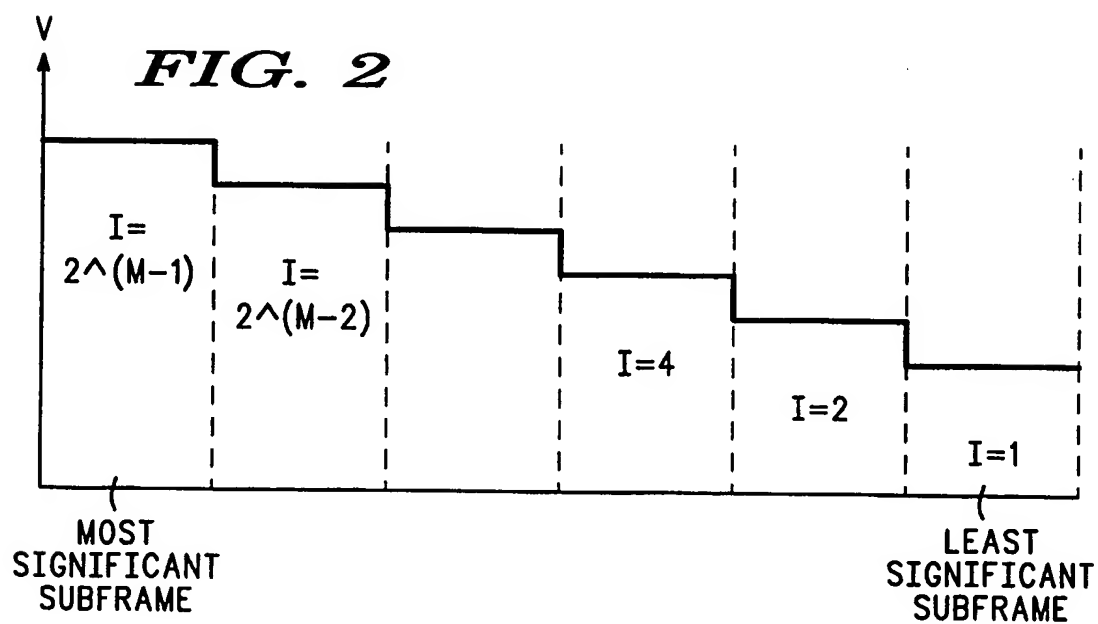 V
FIG. 2
I=
2^(M-1)
I=
2^(M-2)
I=4
I=2
I=1
MOST
SIGNIFICANT
SUBFRAME
LEAST
SIGNIFICANT
SUBFRAME